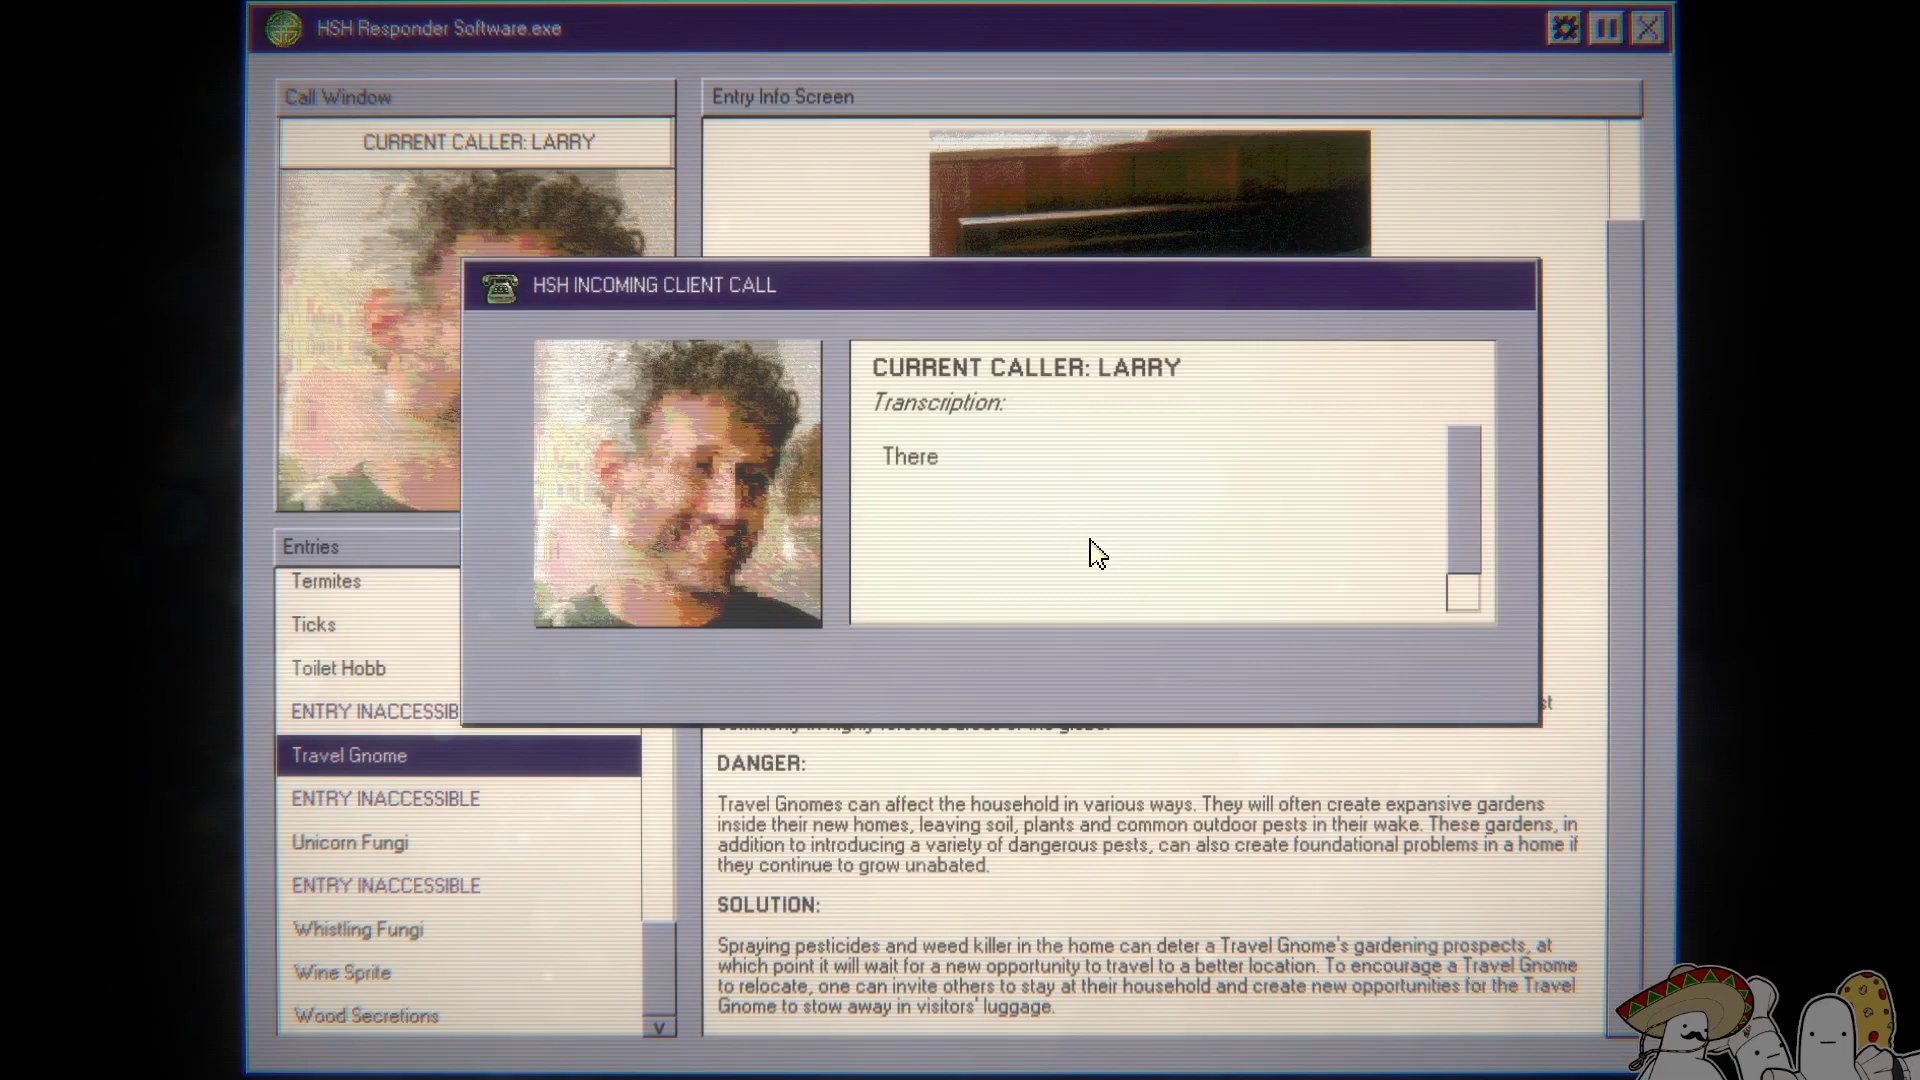 HSH Responder Software.exe
Call Window
CURRENT CALLER: LARRY
Entries
Termites
Ticks
Toilet Hobb
ENTRY INACCESSIB
Travel Gnome
ENTRY INACCESSIBLE
Unicorn Fungi
ENTRY INACCESSIBLE
Whistling Fungi
Wine Sprite
Wood Secretions
V
Entry Info Screen
HSH INCOMING CLIENT CALL
CURRENT CALLER: LARRY
Transcription:
There
st
DANGER:
Travel Gnomes can affect the household in various ways. They will often create expansive gardens
inside their new homes, leaving soil, plants and common outdoor pests in their wake. These gardens, in
addition to introducing a variety of dangerous pests, can also create foundational problems in a home if
they continue to grow unabated.
SOLUTION:
Spraying pesticides and weed killer in the home can deter a Travel Gnome's gardening prospects, at
which point it will wait for a new opportunity to travel to a better location. To encourage a Travel Gnome
to relocate, one can invite others to stay at their household and create new opportunities for the Travel
Gnome to stow away in visitors' luggage.